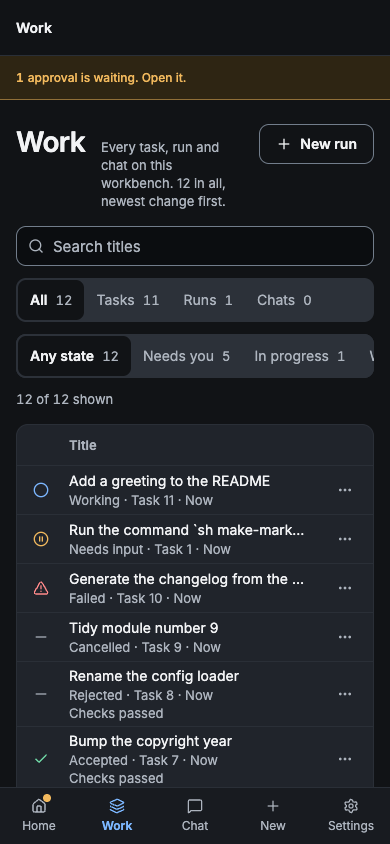 Work
1 approval is waiting. Open it.
Work
Every task, run and
chat on this
workbench. 12 in all,
newest change first.
New run
Search titles
All 12 Tasks 11 Runs 1 Chats 0
Any state 12 Needs you 5 In progress 1
12 of 12 shown
Title
Add a greeting to the README
Working · Task 11 · Now
Run the command `sh make-mark...
Needs input · Task 1 · Now
Generate the changelog from the ...
Failed · Task 10 · Now
Tidy module number 9
Cancelled · Task 9 · Now
Rename the config loader
Rejected · Task 8 · Now
Checks passed
Bump the copyright year
Accepted · Task 7 · Now
Checks passed
Home Work Chat New Settings